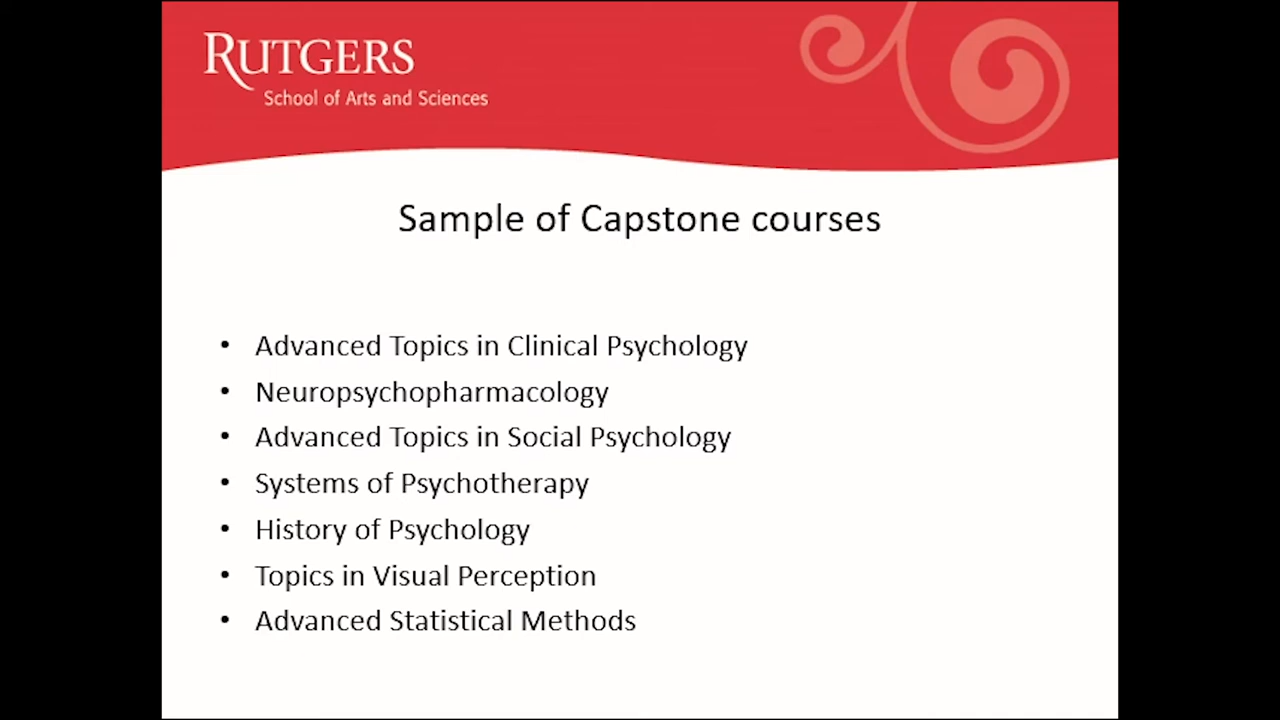 RUTGERS
School of Arts and Sciences
Sample of Capstone courses
• Advanced Topics in Clinical Psychology
• Neuropsychopharmacology
• Advanced Topics in Social Psychology
• Systems of Psychotherapy
• History of Psychology
• Topics in Visual Perception
• Advanced Statistical Methods